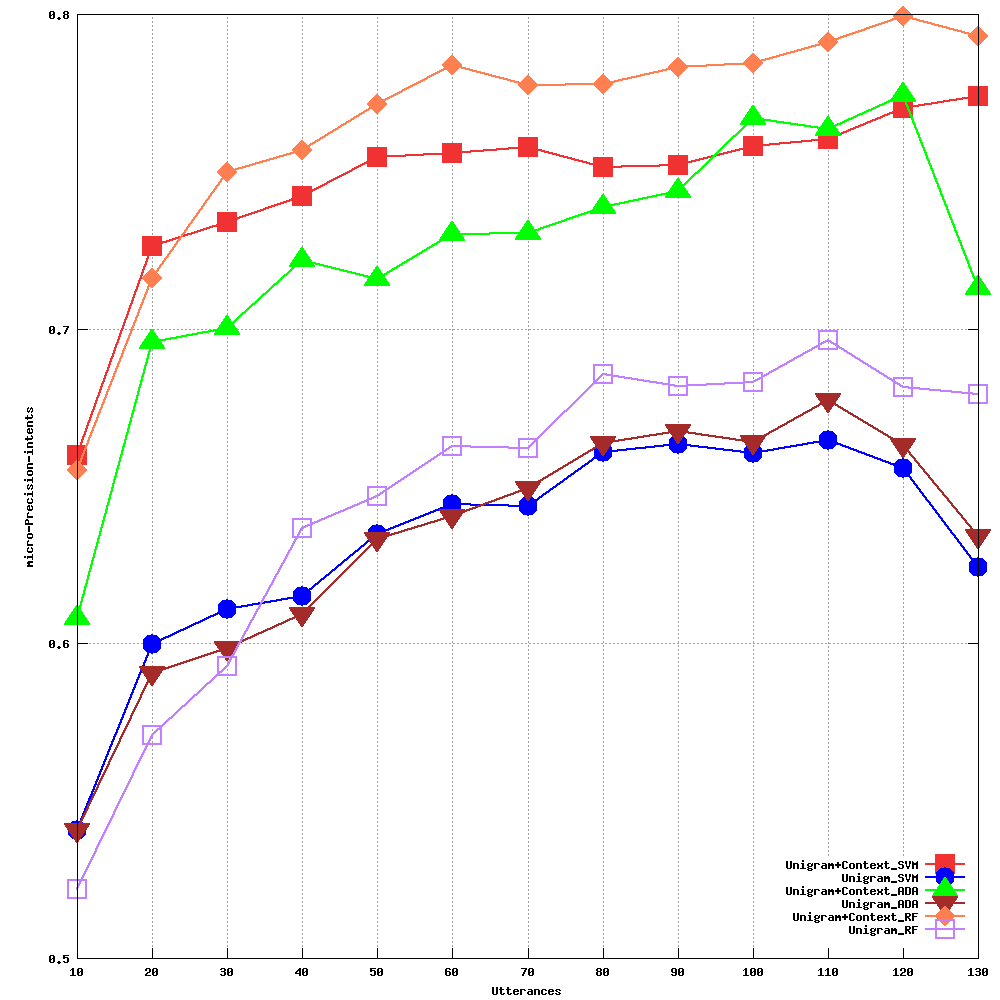 0.8
0.7
0.6
0.5
micro-Precision-intents
10 20 30 40 50 60 70 80 90 100 110 120 130
Utterances
Unigram+Context_SVM
Unigram_SVM
Unigram+Context_ADA
Unigram_ADA
Unigram+Context_RF
Unigram_RF